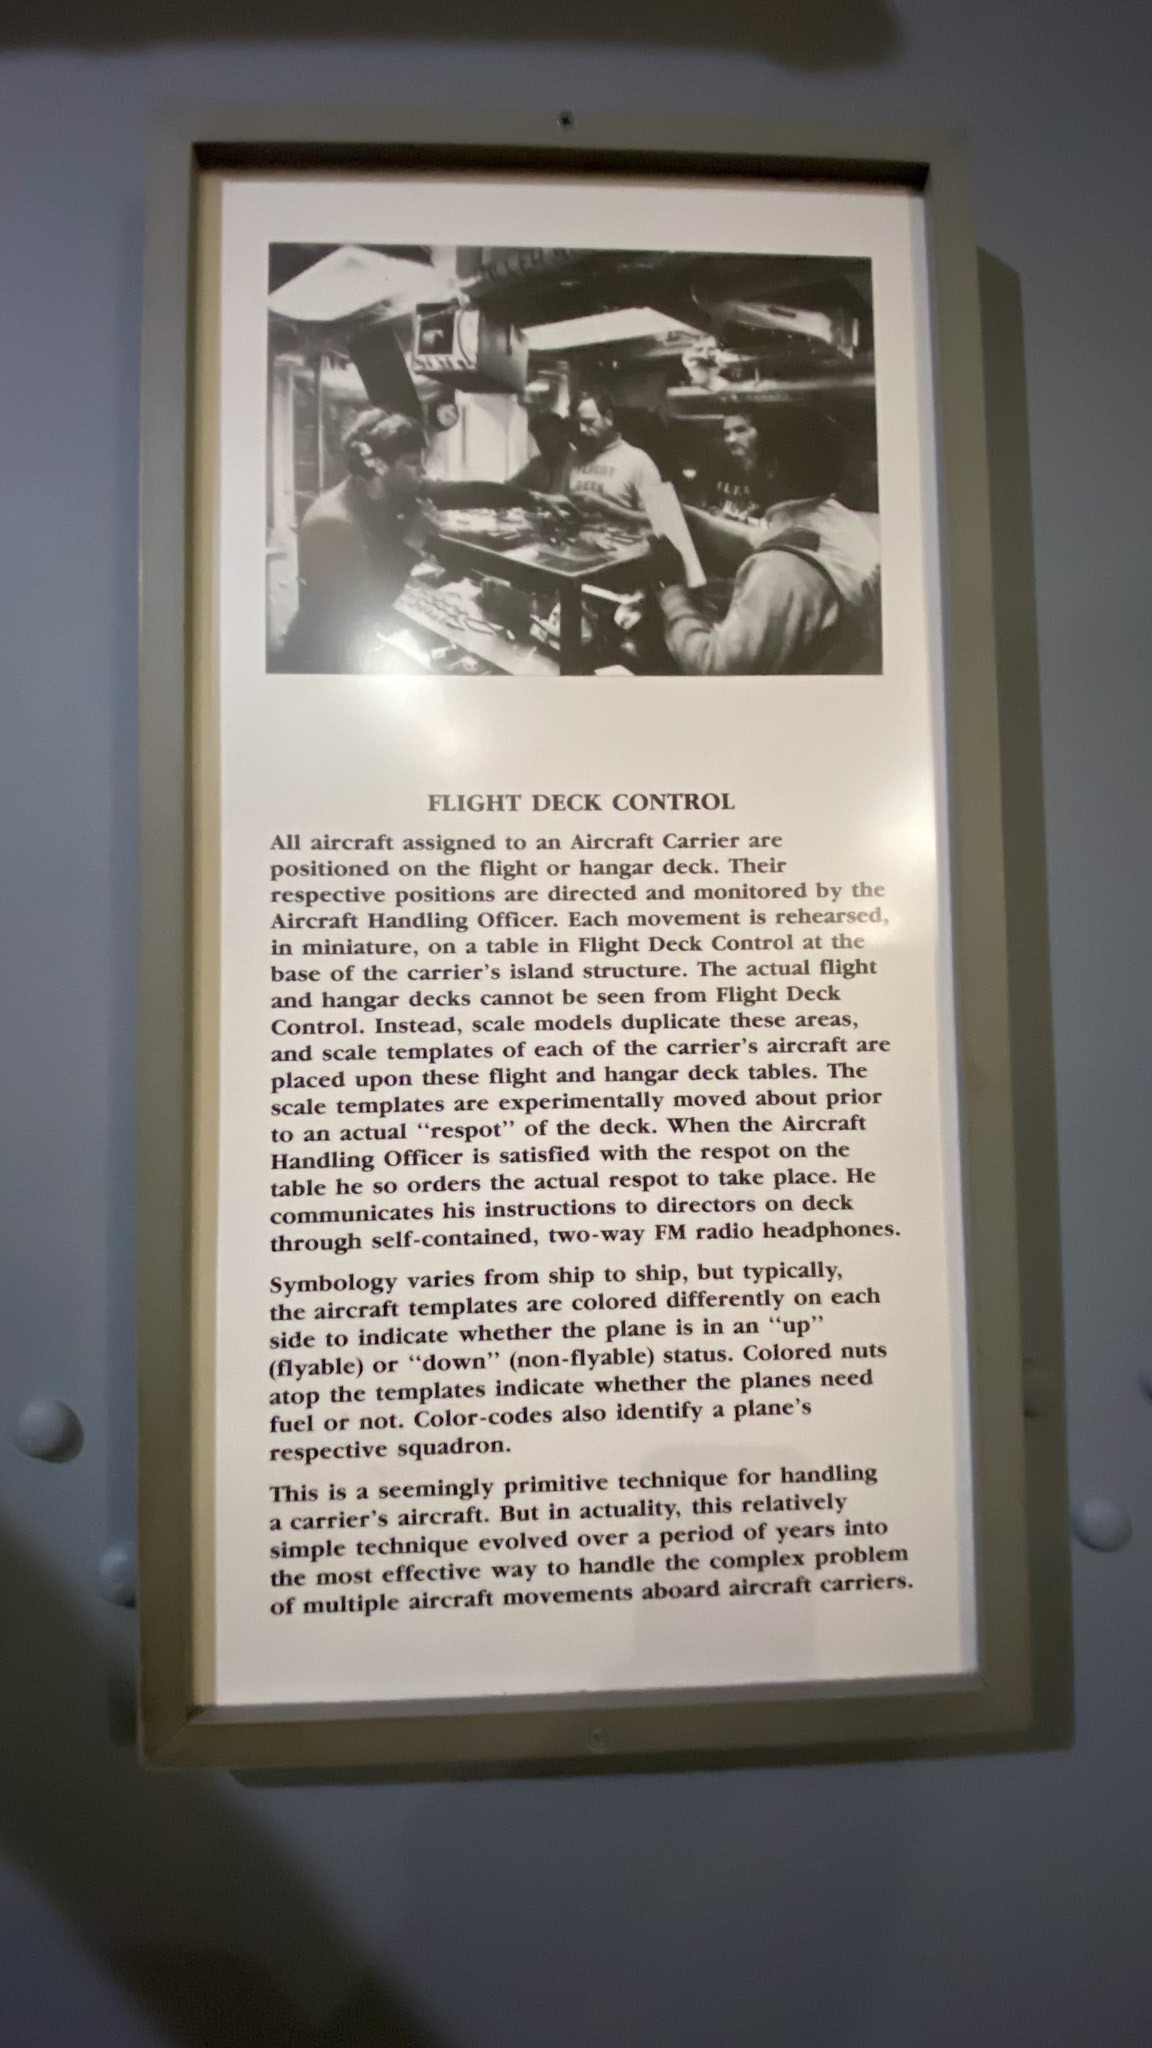 FLIGHT
DECK
FLIGHT DECK CONTROL
All aircraft assigned to an Aircraft Carrier are
positioned on the flight or hangar deck. Their
respective positions are directed and monitored by the
Aircraft Handling Officer. Each movement is rehearsed,
in miniature, on a table in Flight Deck Control at the
base of the carrier's island structure. The actual flight
and hangar decks cannot be seen from Flight Deck
Control. Instead, scale models duplicate these areas,
and scale templates of each of the carrier's aircraft are
placed upon these flight and hangar deck tables. The
scale templates are experimentally moved about prior
to an actual “respot” of the deck. When the Aircraft
Handling Officer is satisfied with the respot on the
table he so orders the actual respot to take place. He
communicates his instructions to directors on deck
through self-contained, two-way FM radio headphones.
Symbology varies from ship to ship, but typically,
the aircraft templates are colored differently on each
side to indicate whether the plane is in an “up”
(flyable) or “down” (non-flyable) status. Colored nuts
atop the templates indicate whether the planes need
fuel or not. Color-codes also identify a plane's
respective squadron.
This is a seemingly primitive technique for handling
a carrier's aircraft. But in actuality, this relatively
simple technique evolved over a period of years into
the most effective way to handle the complex problem
of multiple aircraft movements aboard aircraft carriers.